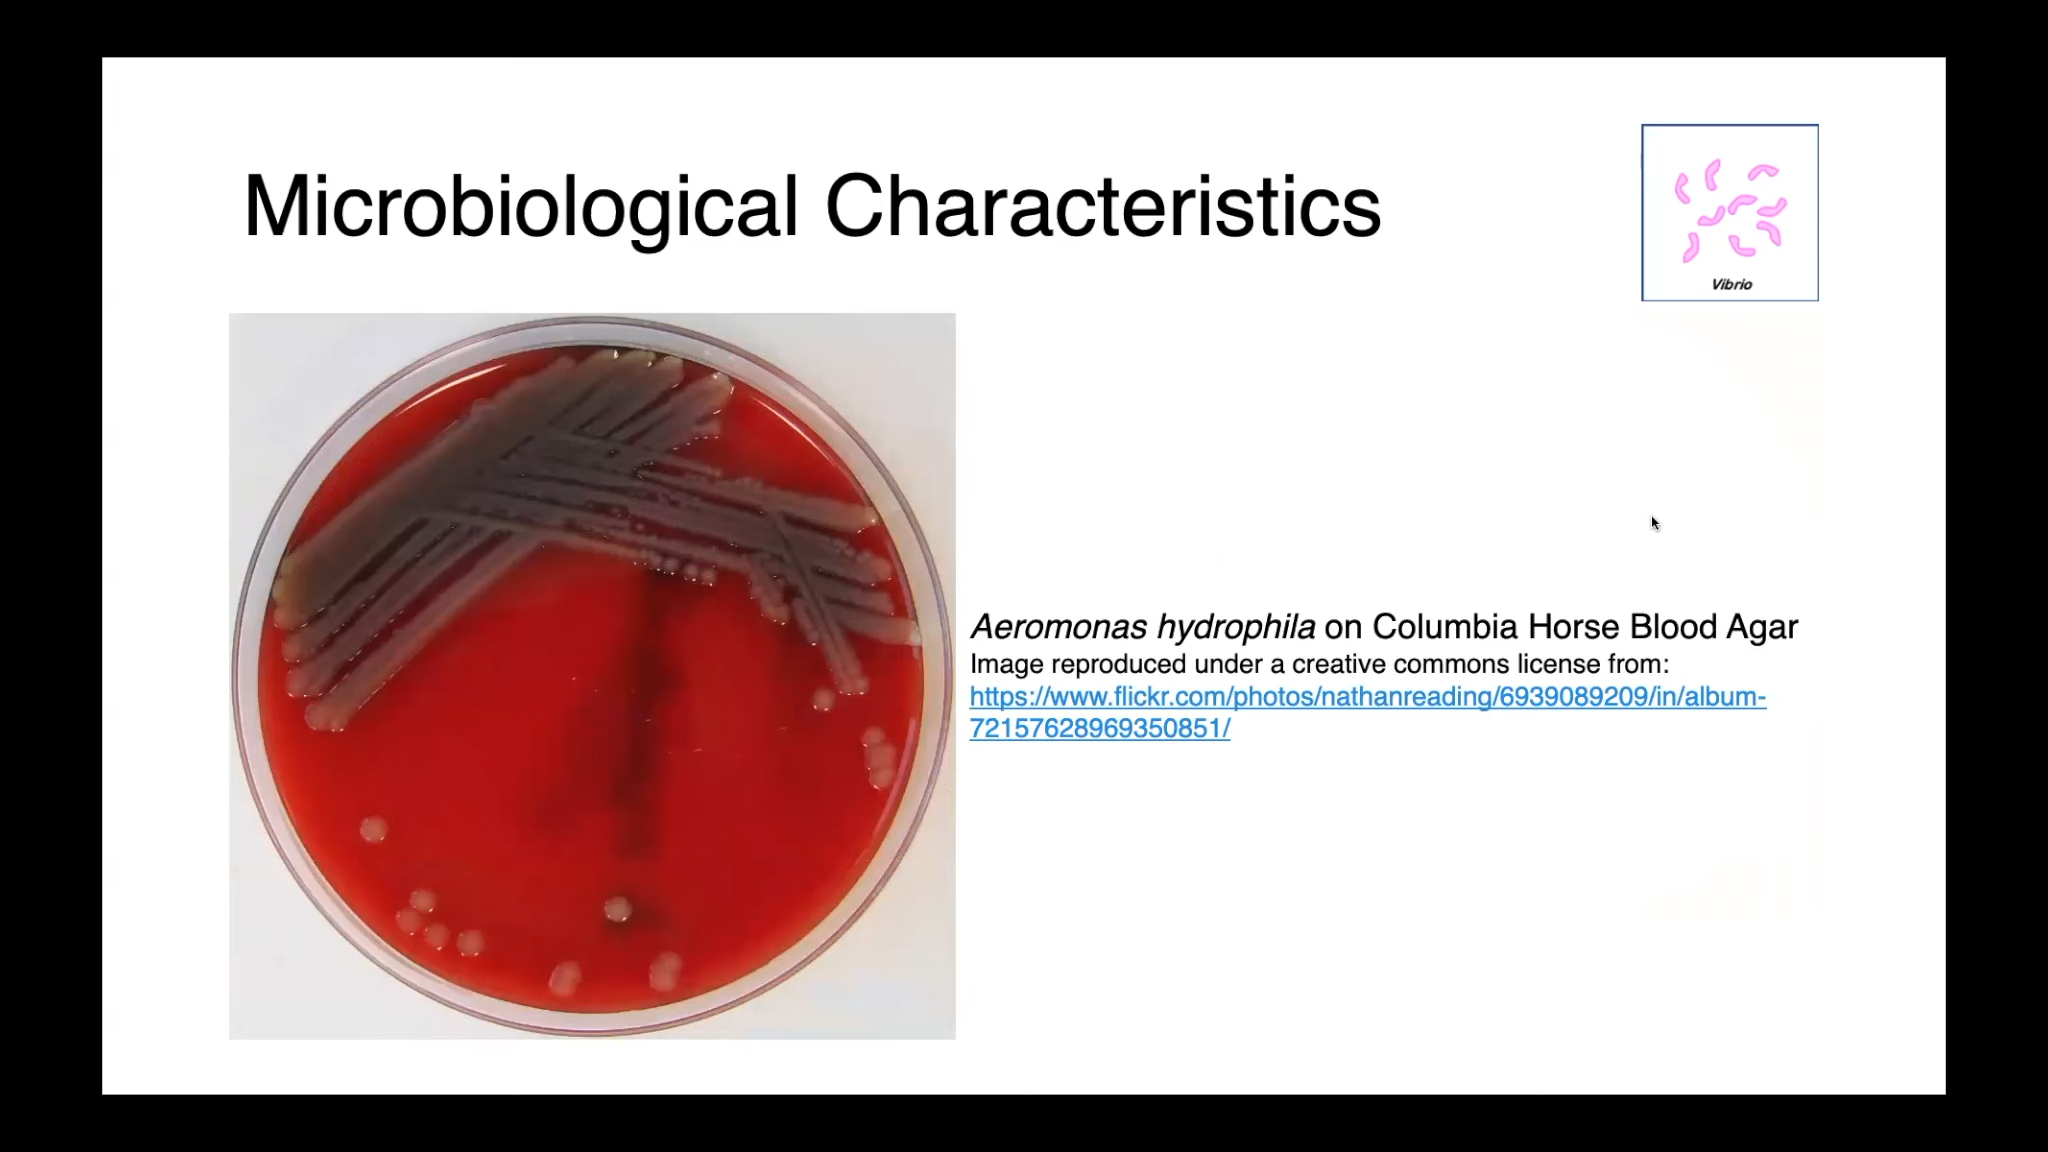 Microbiological Characteristics
Vibrio
Aeromonas hydrophila on Columbia Horse Blood Agar
Image reproduced under a creative commons license from:
https://www.flickr.com/photos/nathanreading/6939089209/in/album-
72157628969350851/